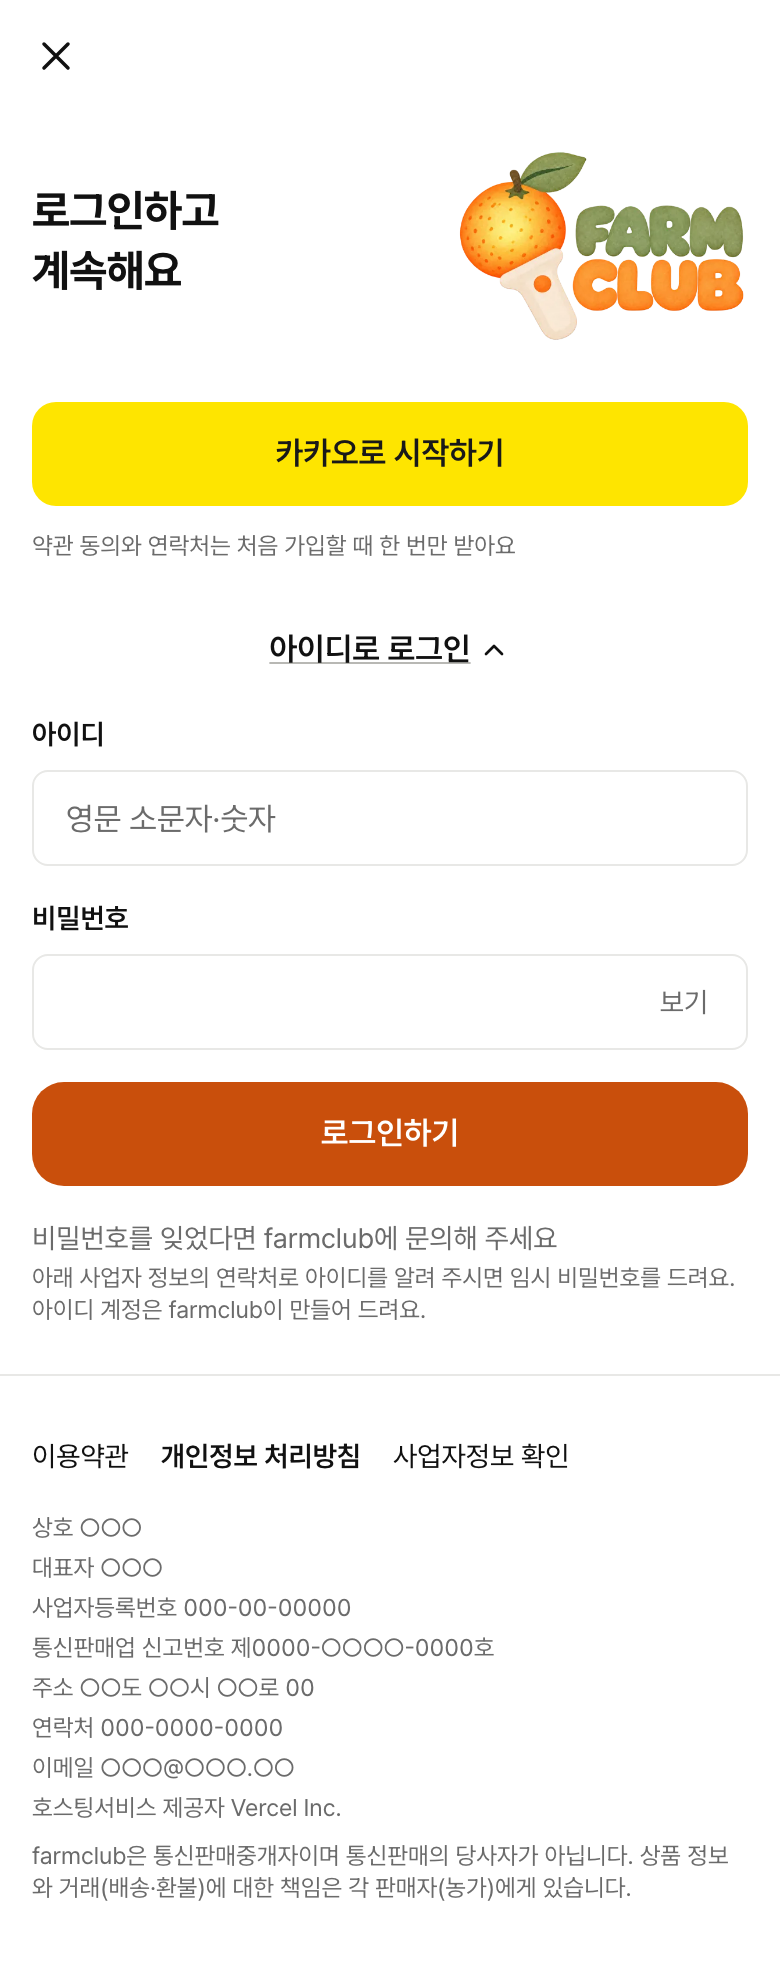 로그인하고
계속해요
FARM
CLUB
카카오로 시작하기
약관 동의와 연락처는 처음 가입할 때 한 번만 받아요
아이디로 로그인
아이디
영문 소문자·숫자
비밀번호
보기
로그인하기
비밀번호를 잊었다면 farmclub에 문의해 주세요
아래 사업자 정보의 연락처로 아이디를 알려 주시면 임시 비밀번호를 드려요.
아이디 계정은 farmclub이 만들어 드려요.
이용약관 개인정보 처리방침 사업자정보 확인
상호 ○○○
대표자 ○○○
사업자등록번호 000-00-00000
통신판매업 신고번호 제0000-○○○○-0000호
주소 ○○도 ○○시 ○○로 00
연락처 000-0000-0000
이메일 ○○○@○○○.○○
호스팅서비스 제공자 Vercel Inc.
farmclub은 통신판매중개자이며 통신판매의 당사자가 아닙니다. 상품 정보
와 거래(배송·환불)에 대한 책임은 각 판매자(농가)에게 있습니다.